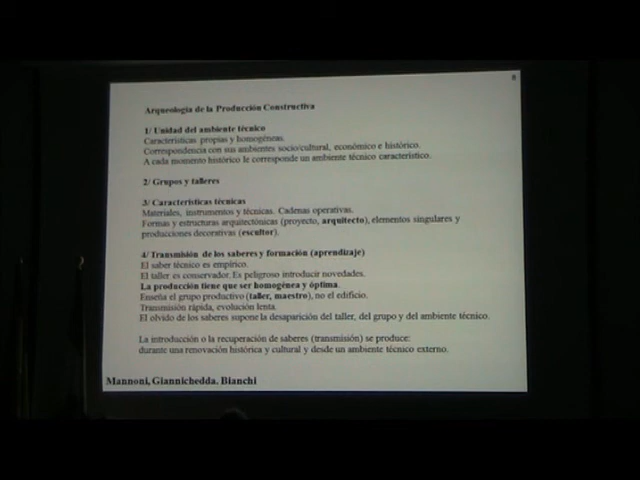 8
Arqueología de la Producción Constructiva
1/ Unidad del ambiente técnico
Características propias y homogéneas.
Correspondencia con sus ambientes socio/cultural, económico e histórico.
A cada momento histórico le corresponde un ambiente técnico característico.
2/ Grupos y talleres
3/ Características técnicas
Materiales, instrumentos y técnicas. Cadenas operativas.
Formas y estructuras arquitectónicas (proyecto, arquitecto), elementos singulares y
producciones decorativas (escultor).
4/ Transmisión de los saberes y formación (aprendizaje)
El saber técnico es empírico.
El taller es conservador. Es peligroso introducir novedades.
La producción tiene que ser homogénea y óptima.
Enseña el grupo productivo (taller, maestro), no el edificio.
Transmisión rápida, evolución lenta.
El olvido de los saberes supone la desaparición del taller, del grupo y del ambiente técnico.
La introducción o la recuperación de saberes (transmisión) se produce:
durante una renovación histórica y cultural y desde un ambiente técnico externo.
Mannoni, Giannichedda. Bianchi